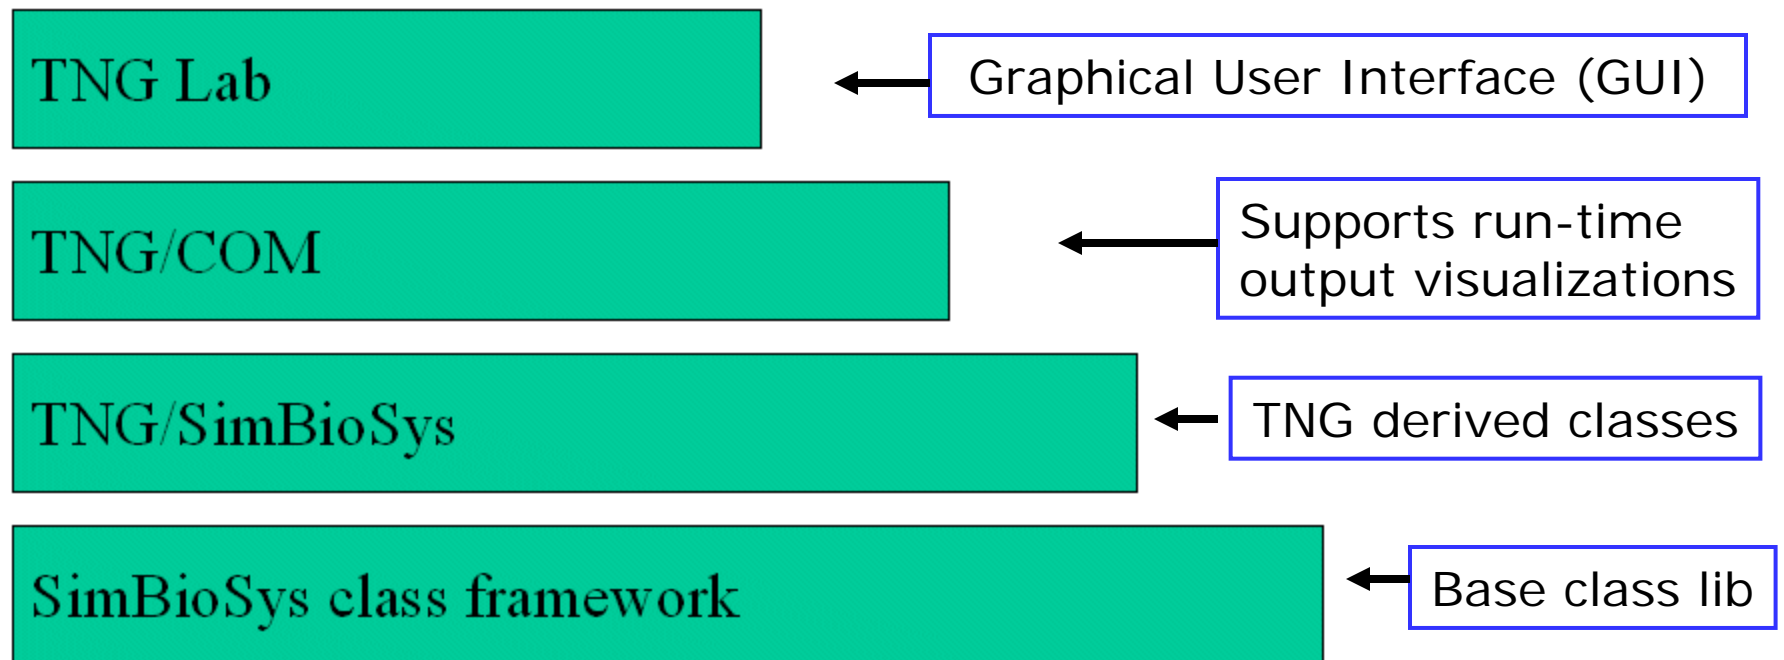 TNG Lab
Graphical User Interface (GUI)
TNG/COM
Supports run-time
output visualizations
TNG/SimBioSys
TNG derived classes
SimBioSys class framework
Base class lib